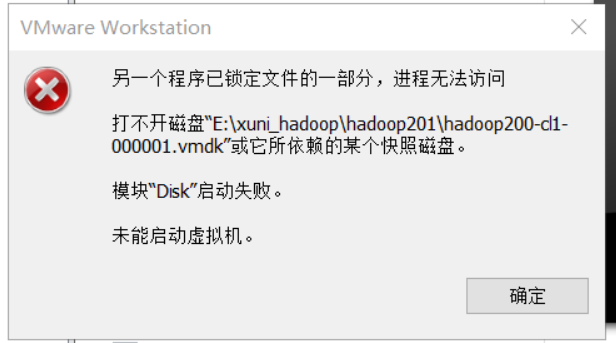 VMware Workstation
另一个程序已锁定文件的一部分，进程无法访问
打不开磁盘“E:\xuni_hadoop\hadoop201\hadoop200-cl1-
000001.vmdk”或它所依赖的某个快照磁盘。
模块“Disk”启动失败。
未能启动虚拟机。
确定